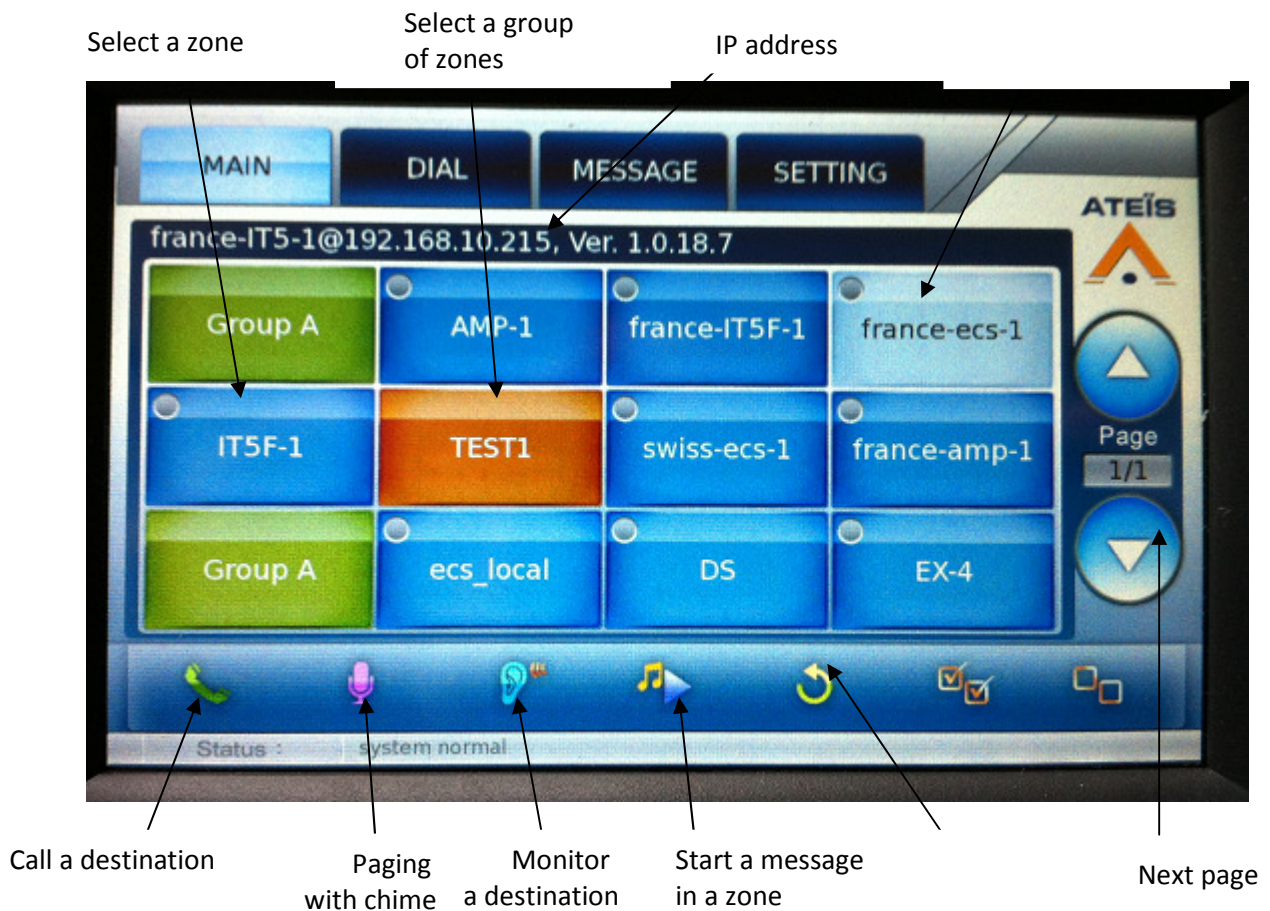 Select a zone
Select a group
of zones
IP address
MAIN
DIAL
MESSAGE
SETTING
ATEÏS
france-IT5-1@192.168.10.215, Ver. 1.0.18.7
Group A
AMP-1
france-IT5F-1
france-ecs-1
IT5F-1
TEST1
swiss-ecs-1
france-amp-1
Page
1/1
Group A
ecs_local
DS
EX-4
Status :
system normal
Call a destination
Paging
with chime
Monitor
a destination
Start a message
in a zone
Next page